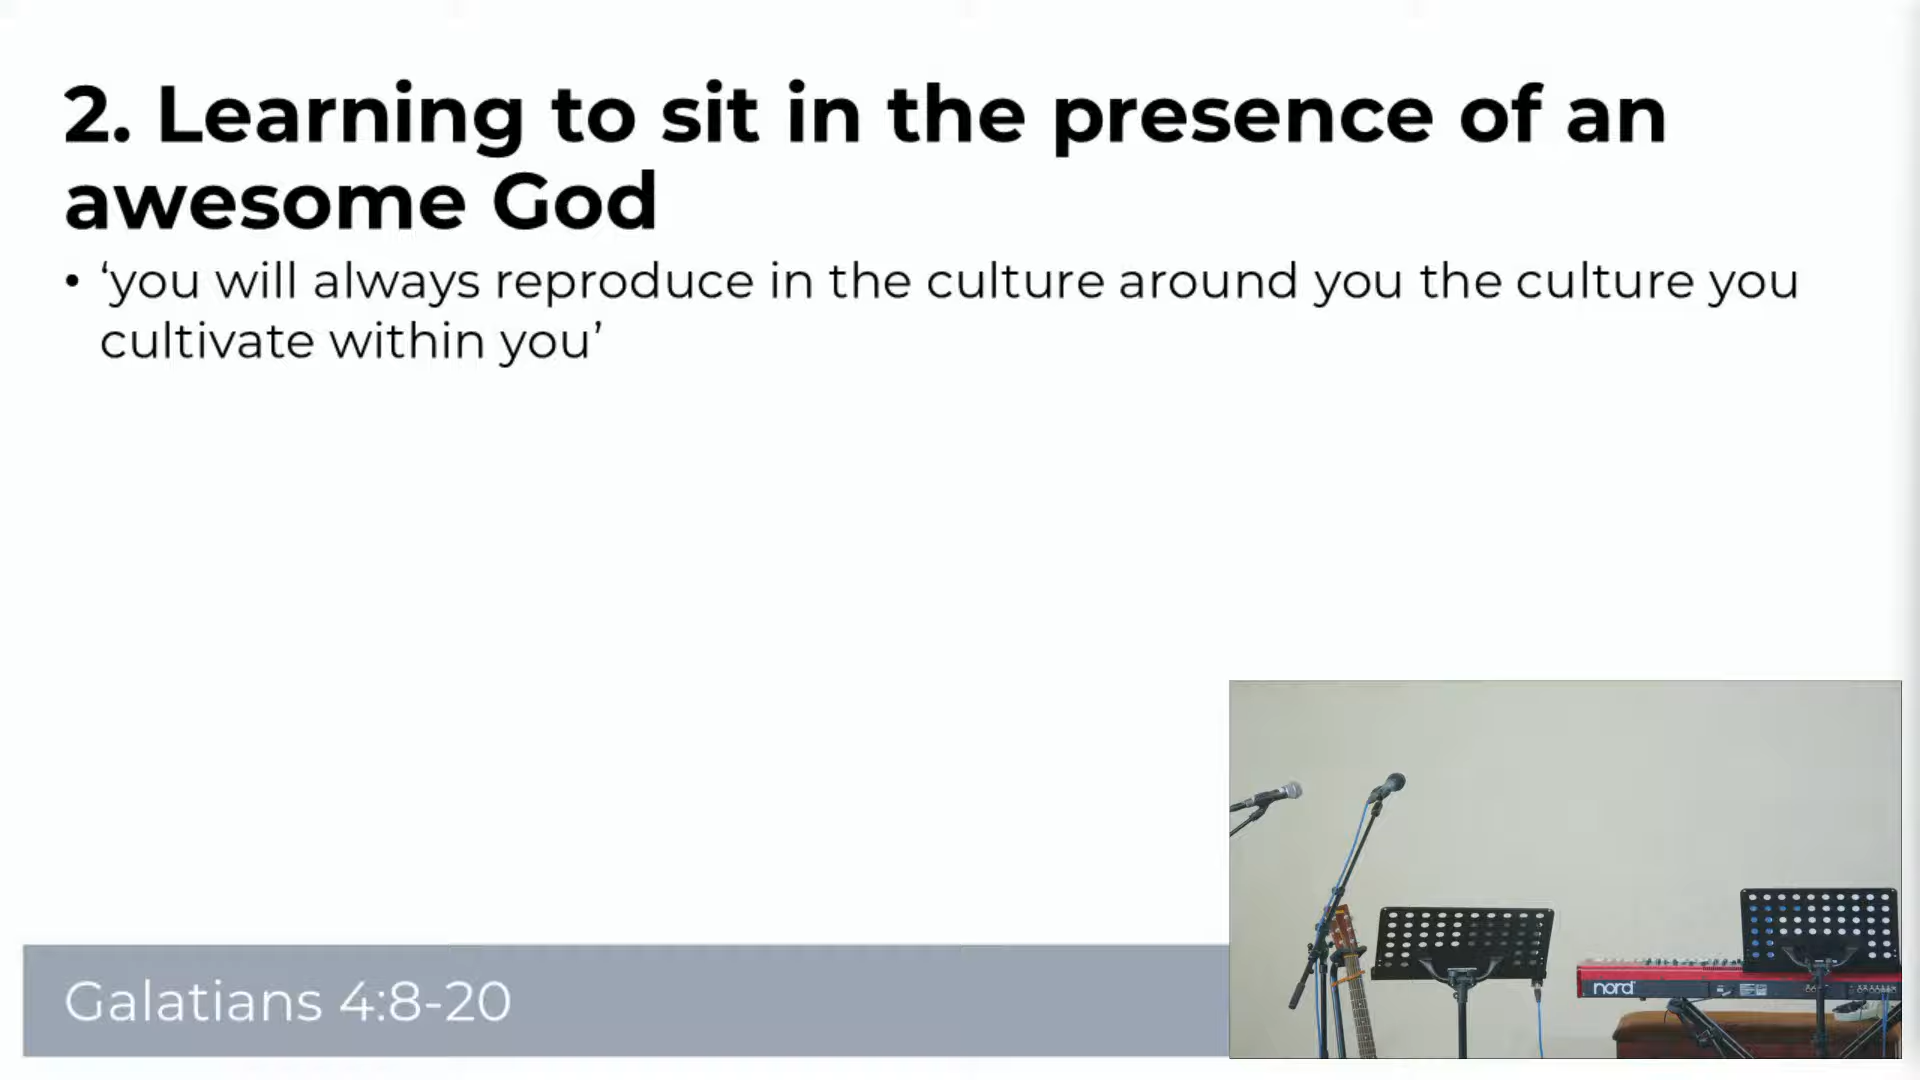 2. Learning to sit in the presence of an
awesome God
• ‘you will always reproduce in the culture around you the culture you
cultivate within you’
Galatians 4:8-20
nord